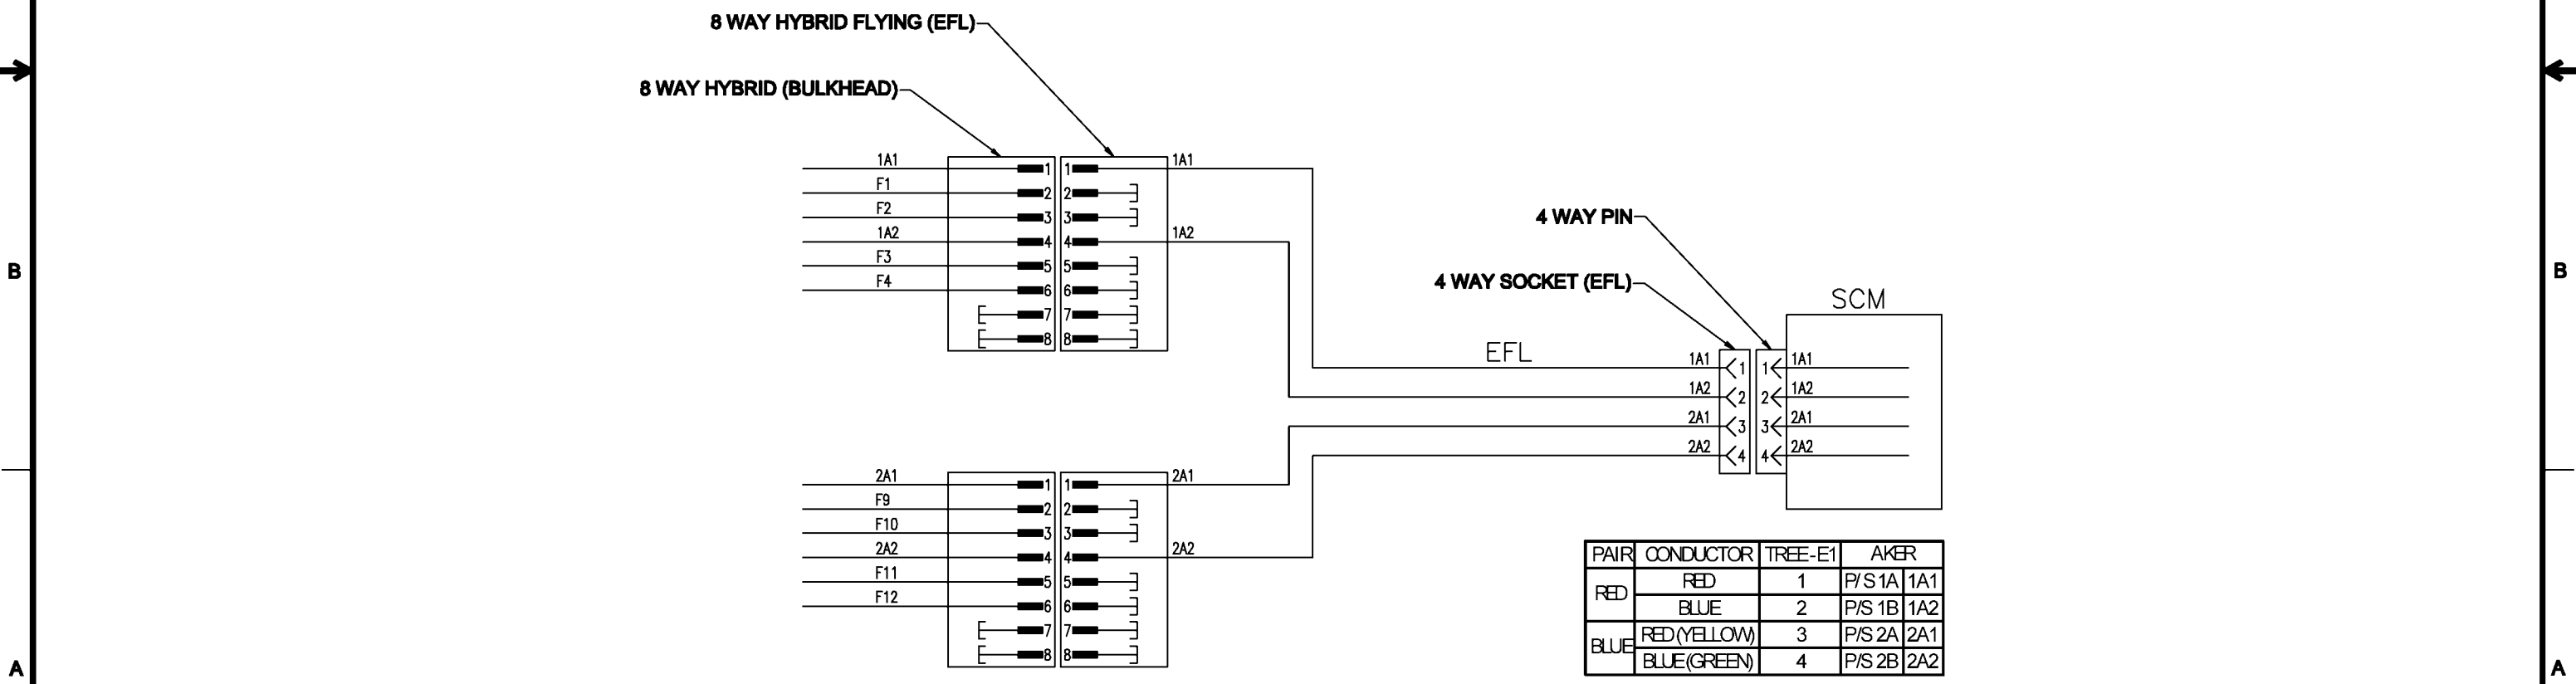 8 WAY HYBRID FLYING (EFL)
8 WAY HYBRID (BULKHEAD)
1A1 1 1 1A1
F1 2 2
F2 3 3
1A2 4 4 1A2
F3 5 5
F4 6 6
7 7
8 8
4 WAY PIN
4 WAY SOCKET (EFL)
B
B
SCM
EFL
1A1 1 1 1A1
1A2 2 2 1A2
2A1 3 3 2A1
2A2 4 4 2A2
2A1 1 1 2A1
F9 2 2
F10 3 3
2A2 4 4 2A2
F11 5 5
F12 6 6
7 7
8 8
PAIR CONDUCTOR TREE-E1 AKER
RED RED 1 P/S 1A 1A1
BLUE 2 P/S 1B 1A2
BLUE RED(YELLOW) 3 P/S 2A 2A1
BLUE(GREEN) 4 P/S 2B 2A2
A
A